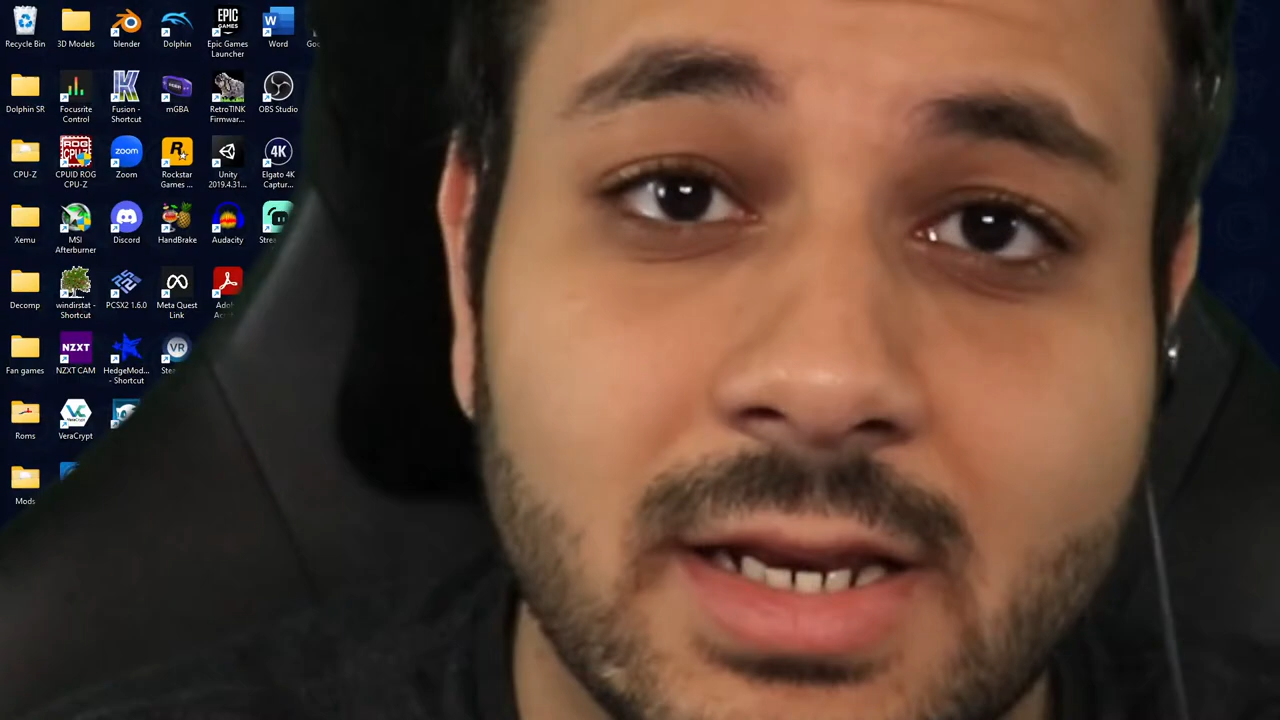 Recycle Bin
3D Models
blender
Dolphin
EPIC
GAMES
Epic Games
Launcher
W
Word
Dolphin SR
Focusrite
Control
Fusion -
Shortcut
mGBA
RetroTINK
Firmwar...
OBS Studio
CPU-Z
ROG
CPU-Z
CPUID ROG
CPU-Z
zoom
Zoom
R
Rockstar
Games ...
Unity
2019.4.31...
4K
Elgato 4K
Captur...
Xemu
MSI
Afterburner
Discord
HandBrake
Audacity
Decomp
windirstat -
Shortcut
PCSX2 1.6.0
Meta Quest
Link
Fan games
NZXT
NZXT CAM
HedgeMod...
- Shortcut
VR
Roms
VC
VeraCrypt
Mods